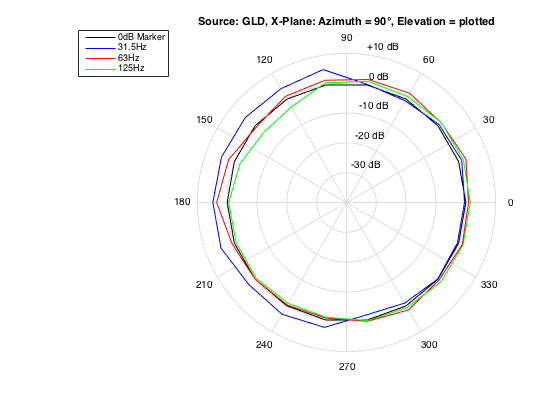 Source: GLD, X-Plane: Azimuth = 90°, Elevation = plotted
0dB Marker
31.5Hz
63Hz
125Hz
90
+10 dB
120
60
0 dB
-10 dB
150
30
-20 dB
-30 dB
180
0
210
330
240
300
270